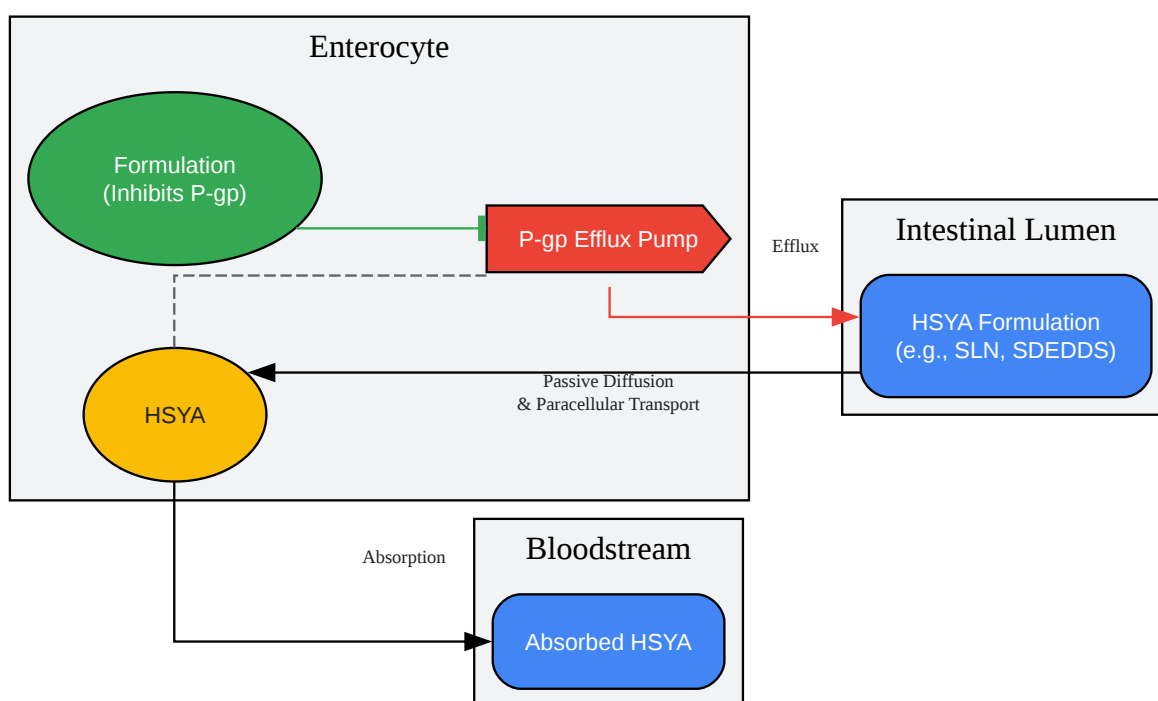 Enterocyte
Formulation
(Inhibits P-gp)
P-gp Efflux Pump
Efflux
Intestinal Lumen
HSYA Formulation
(e.g., SLN, SDEDDS)
Passive Diffusion
& Paracellular Transport
HSYA
Absorption
Bloodstream
Absorbed HSYA